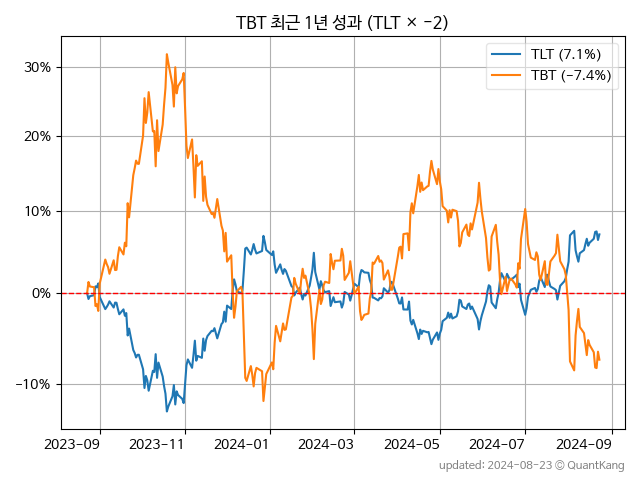 TBT 최근 1년 성과 (TLT × −2)
TLT (7.1%)
TBT (−7.4%)
30%
20%
10%
0%
−10%
2023-09 2023-11 2024-01 2024-03 2024-05 2024-07 2024-09
updated: 2024-08-23 © QuantKang